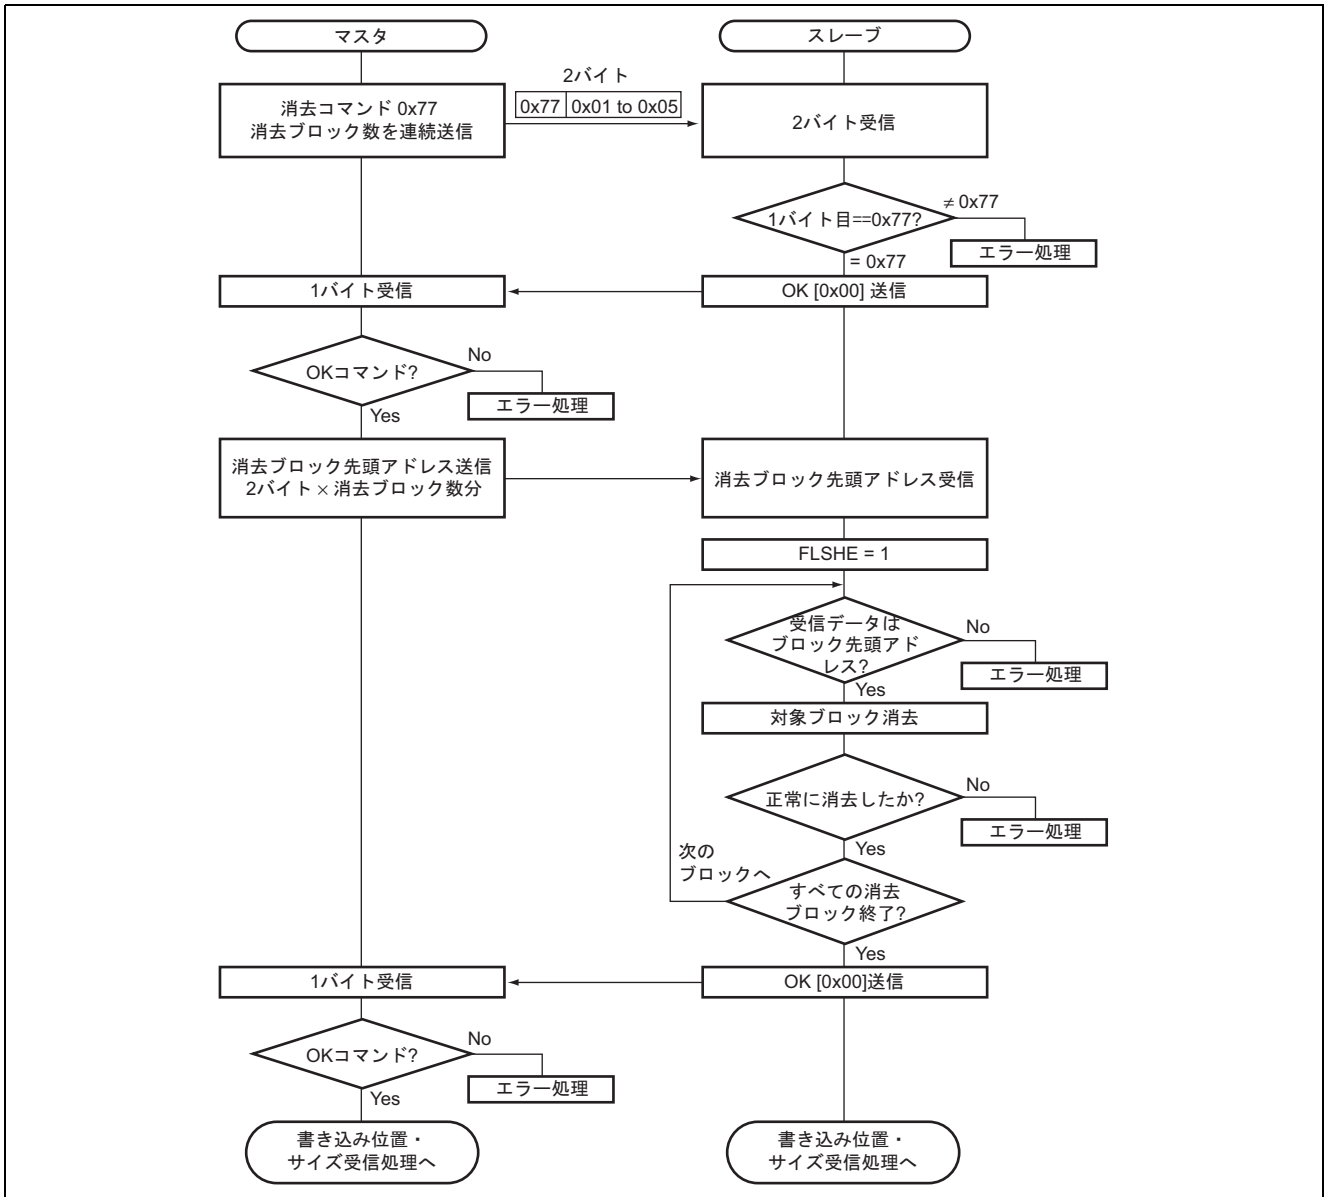 マスタ
スレーブ
2バイト
0x77
0x01 to 0x05
消去コマンド 0x77
消去ブロック数を連続送信
2バイト受信
1バイト目==0x77?
≠ 0x77
エラー処理
= 0x77
1バイト受信
OK [0x00] 送信
OKコマンド?
No
エラー処理
Yes
消去ブロック先頭アドレス送信
2バイト × 消去ブロック数分
消去ブロック先頭アドレス受信
FLSHE = 1
受信データは
ブロック先頭アド
レス?
No
エラー処理
Yes
対象ブロック消去
正常に消去したか?
No
エラー処理
Yes
次の
ブロックへ
すべての消去
ブロック終了?
Yes
1バイト受信
OK [0x00]送信
OKコマンド?
No
エラー処理
Yes
書き込み位置・
サイズ受信処理へ
書き込み位置・
サイズ受信処理へ